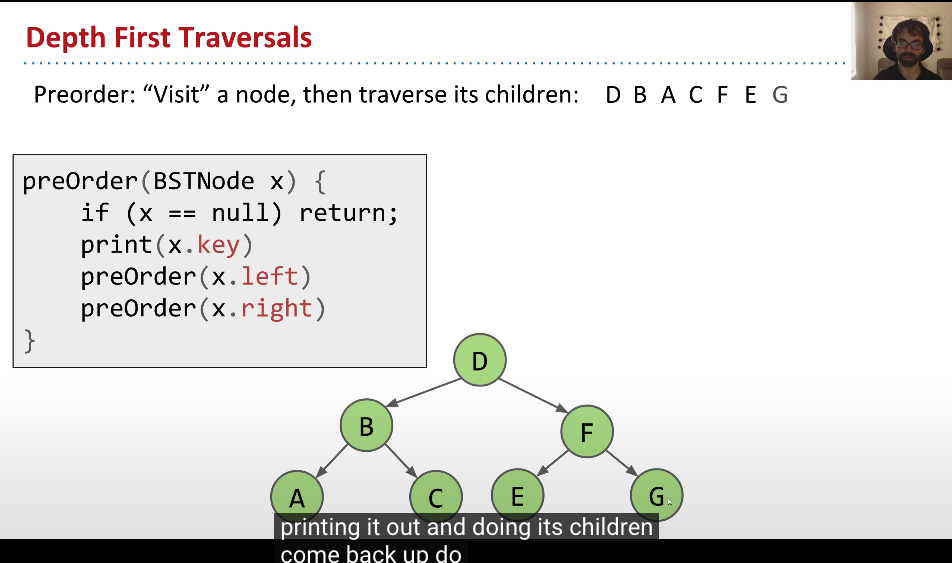 Depth First Traversals
Preorder: “Visit” a node, then traverse its children: D B A C F E G
preOrder(BSTNode x) {
if (x == null) return;
print(x.key)
preOrder(x.left)
preOrder(x.right)
}
D
B
F
A
C
E
G
printing it out and doing its children
come back up do